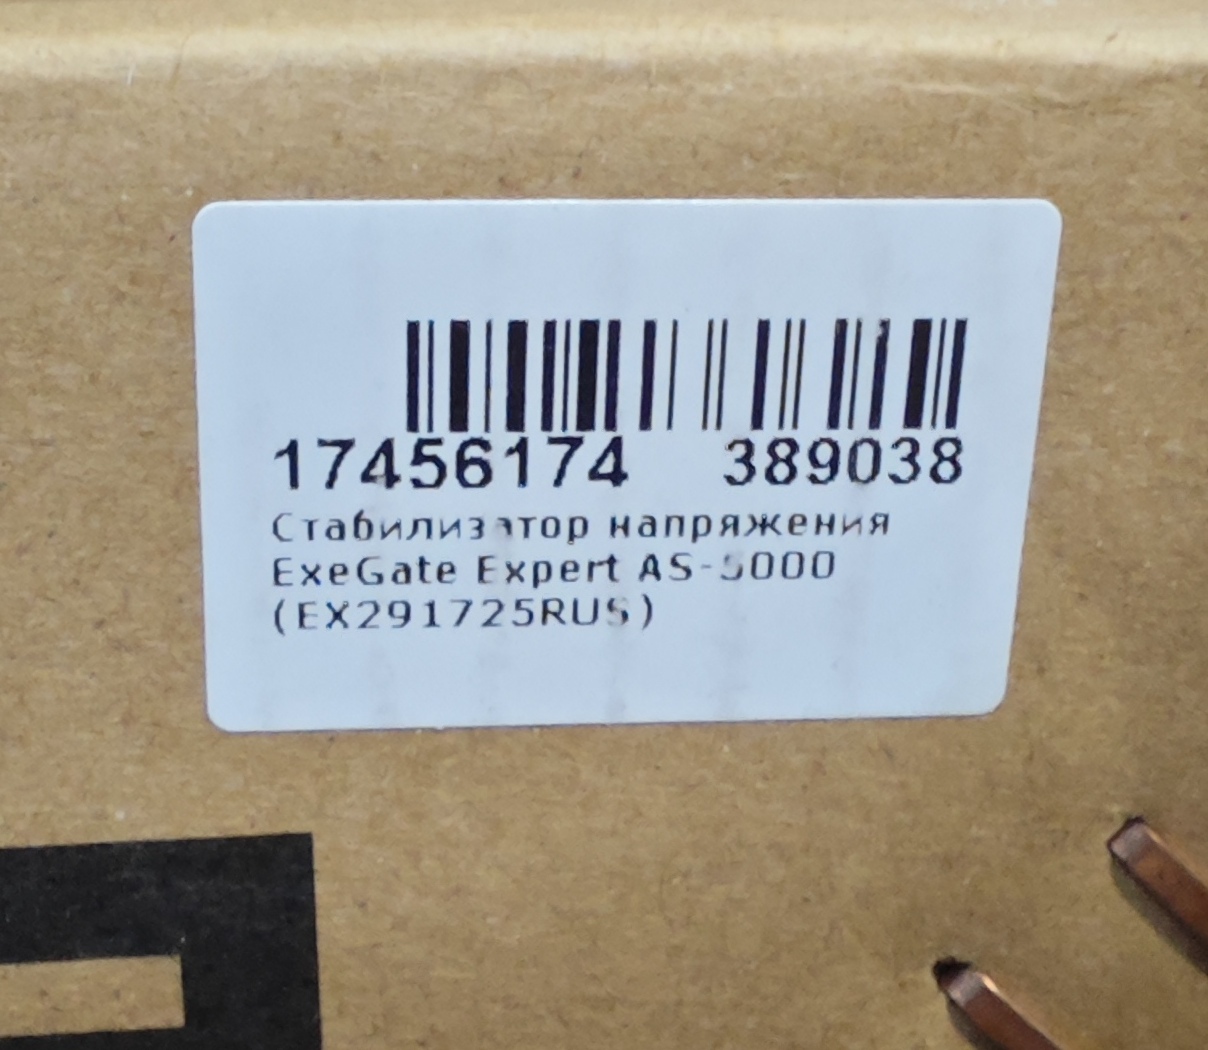 17456174 389038
Стабилизатор напряжения
ExeGate Expert AS-5000
(EX291725RUS)